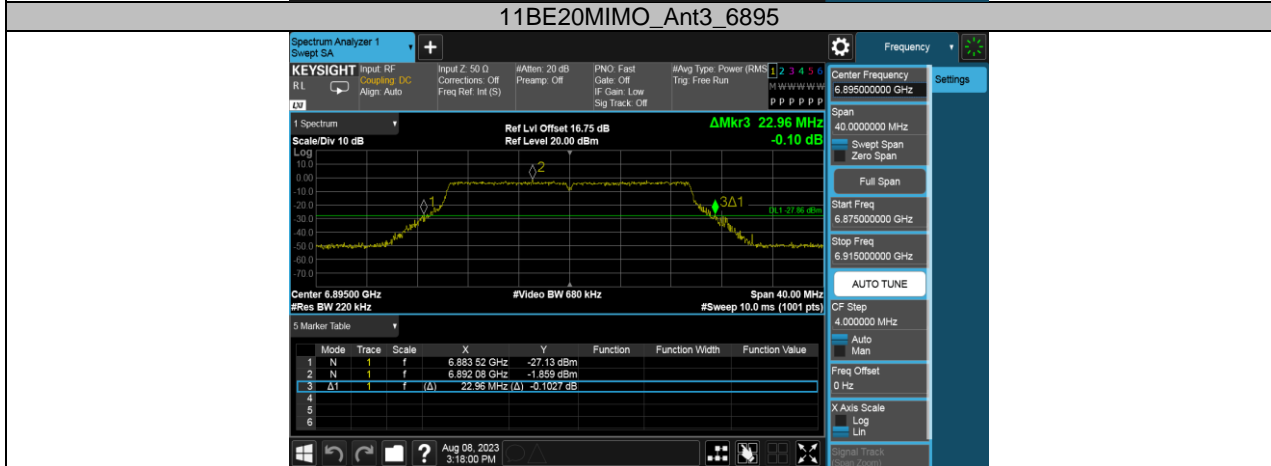 11BE20MIMO_Ant3_6895
Spectrum Analyzer 1
Swept SA
Frequency
KEYSIGHT
RL
LXI
Input: RF
Coupling: DC
Align: Auto
Input Z: 50 Ω
Corrections: Off
Freq Ref: Int (S)
#Atten: 20 dB
Preamp: Off
PNO: Fast
Gate: Off
IF Gain: Low
Sig Track: Off
#Avg Type: Power (RMS
Trig: Free Run
1 2 3 4 5 6
M W W W W W
P P P P P P
Center Frequency
6.895000000 GHz
Settings
1 Spectrum
Scale/Div 10 dB
Ref Lvl Offset 16.75 dB
Ref Level 20.00 dBm
ΔMkr3 22.96 MHz
-0.10 dB
Span
40.0000000 MHz
Swept Span
Zero Span
Full Span
Start Freq
6.875000000 GHz
Stop Freq
6.915000000 GHz
AUTO TUNE
CF Step
4.000000 MHz
Auto
Man
Freq Offset
0 Hz
X Axis Scale
Log
Lin
Signal Track
(Span Zoom)
Log
10.0
0.00
-10.0
-20.0
-30.0
-40.0
-50.0
-60.0
-70.0
1
2
3Δ1
DL1 -27.86 dBm
Center 6.89500 GHz
#Res BW 220 kHz
#Video BW 680 kHz
Span 40.00 MHz
#Sweep 10.0 ms (1001 pts)
5 Marker Table
Mode Trace Scale X Y Function Function Width Function Value
1 N 1 f 6.883 52 GHz -27.13 dBm
2 N 1 f 6.892 08 GHz -1.859 dBm
3 Δ1 1 f (Δ) 22.96 MHz (Δ) -0.1027 dB
4
5
6
Aug 08, 2023
3:18:00 PM